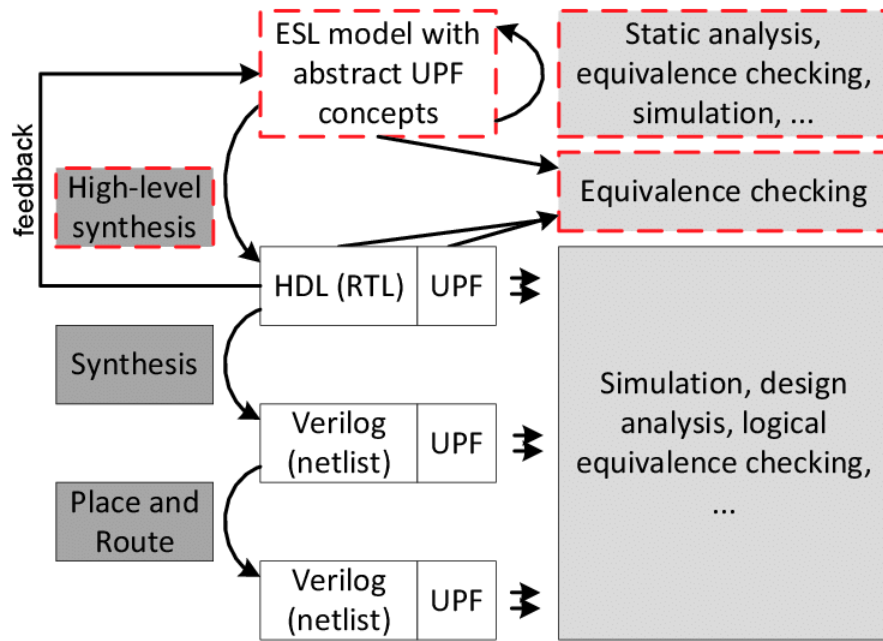 ESL model with
abstract UPF
concepts
Static analysis,
equivalence checking,
simulation, ...
feedback
High-level
synthesis
Equivalence checking
HDL (RTL)
UPF
Synthesis
Verilog
(netlist)
UPF
Simulation, design
analysis, logical
equivalence checking,
...
Place and
Route
Verilog
(netlist)
UPF